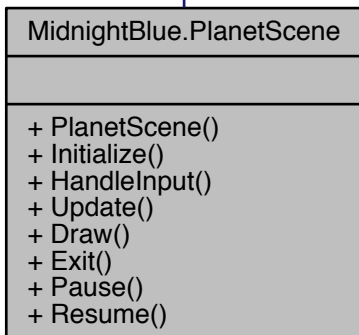 MidnightBlue.PlanetScene
+ PlanetScene()
+ Initialize()
+ HandleInput()
+ Update()
+ Draw()
+ Exit()
+ Pause()
+ Resume()